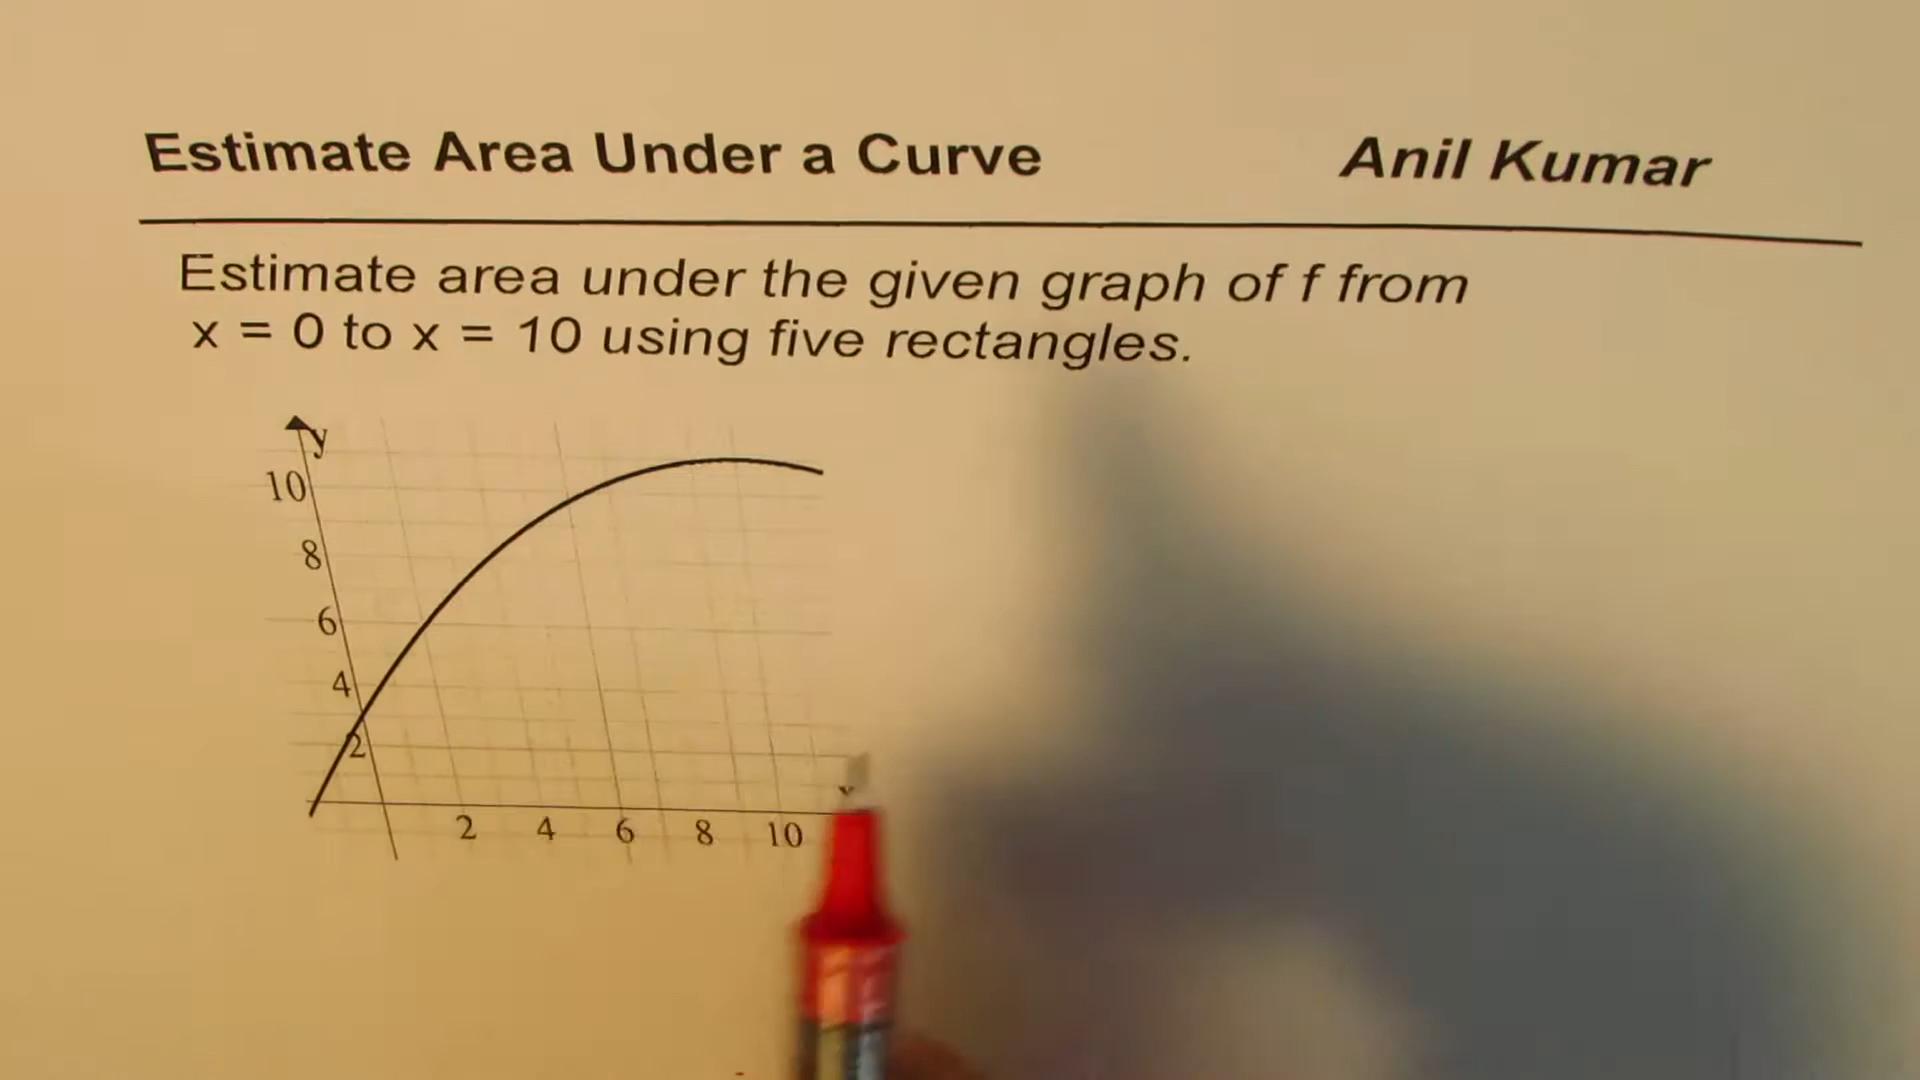 Estimate Area Under a Curve
Anil Kumar
Estimate area under the given graph of f from
x = 0 to x = 10 using five rectangles.
y
10
8
6
4
2
2 4 6 8 10